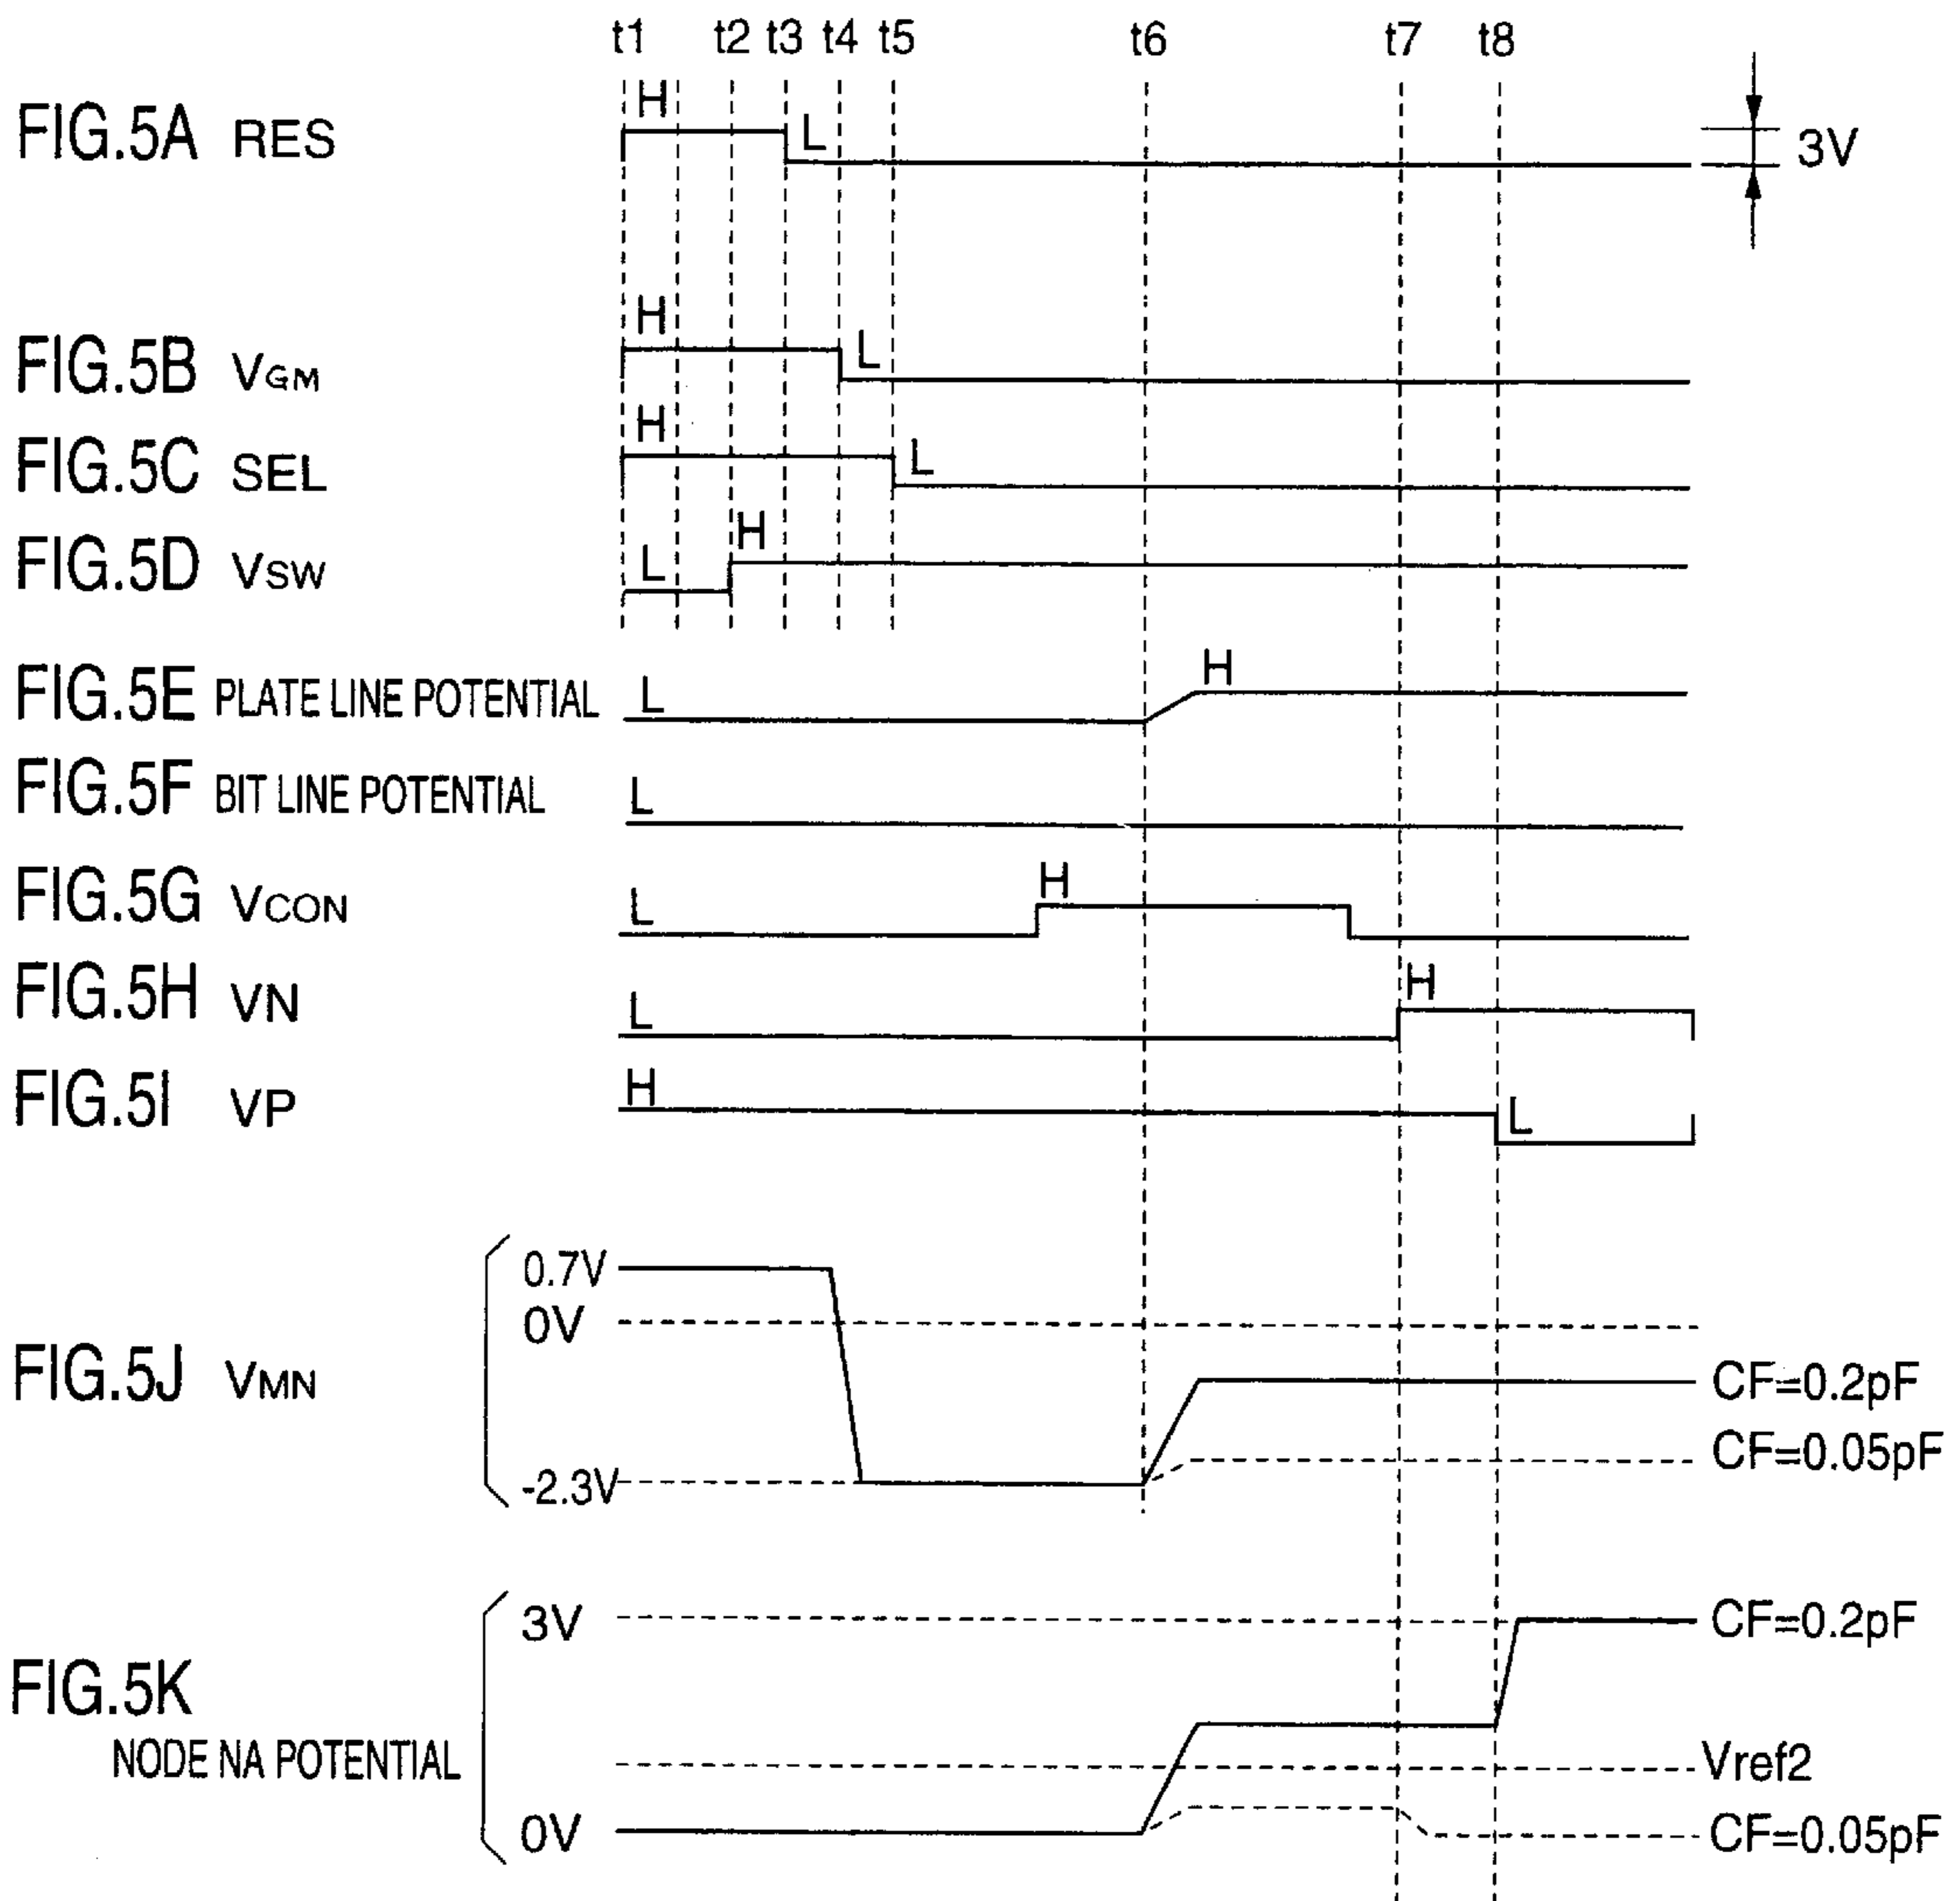 t1 t2 t3 t4 t5 t6 t7 t8
FIG.5A RES H L 3V
FIG.5B VGM H L
FIG.5C SEL H L
FIG.5D VSW L H
FIG.5E PLATE LINE POTENTIAL L H
FIG.5F BIT LINE POTENTIAL L
FIG.5G VCON L H
FIG.5H VN L H
FIG.5I VP H L
0.7V
0V
FIG.5J VMN CF=0.2pF
CF=0.05pF
-2.3V
3V CF=0.2pF
FIG.5K
NODE NA POTENTIAL Vref2
0V CF=0.05pF